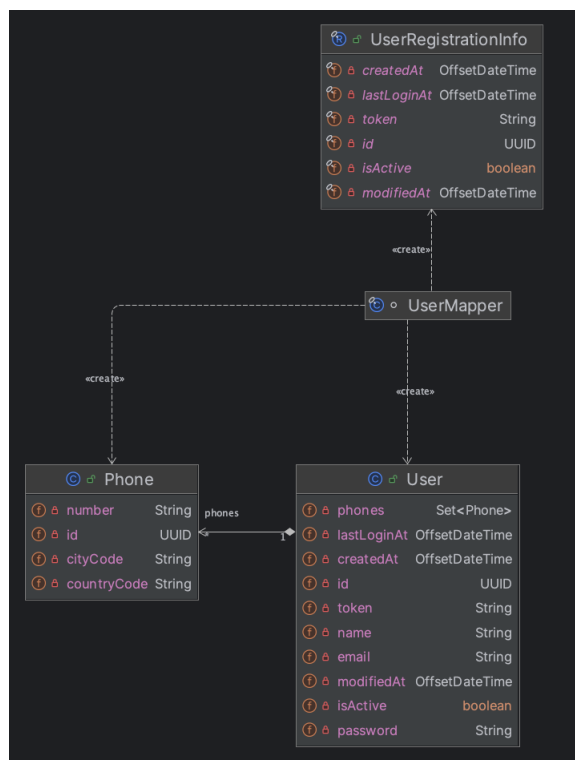 UserRegistrationInfo
createdAt OffsetDateTime
lastLoginAt OffsetDateTime
token String
id UUID
isActive boolean
modifiedAt OffsetDateTime
«create»
UserMapper
«create»
«create»
Phone
number String
id UUID
cityCode String
countryCode String
phones
1
User
phones Set<Phone>
lastLoginAt OffsetDateTime
createdAt OffsetDateTime
id UUID
token String
name String
email String
modifiedAt OffsetDateTime
isActive boolean
password String